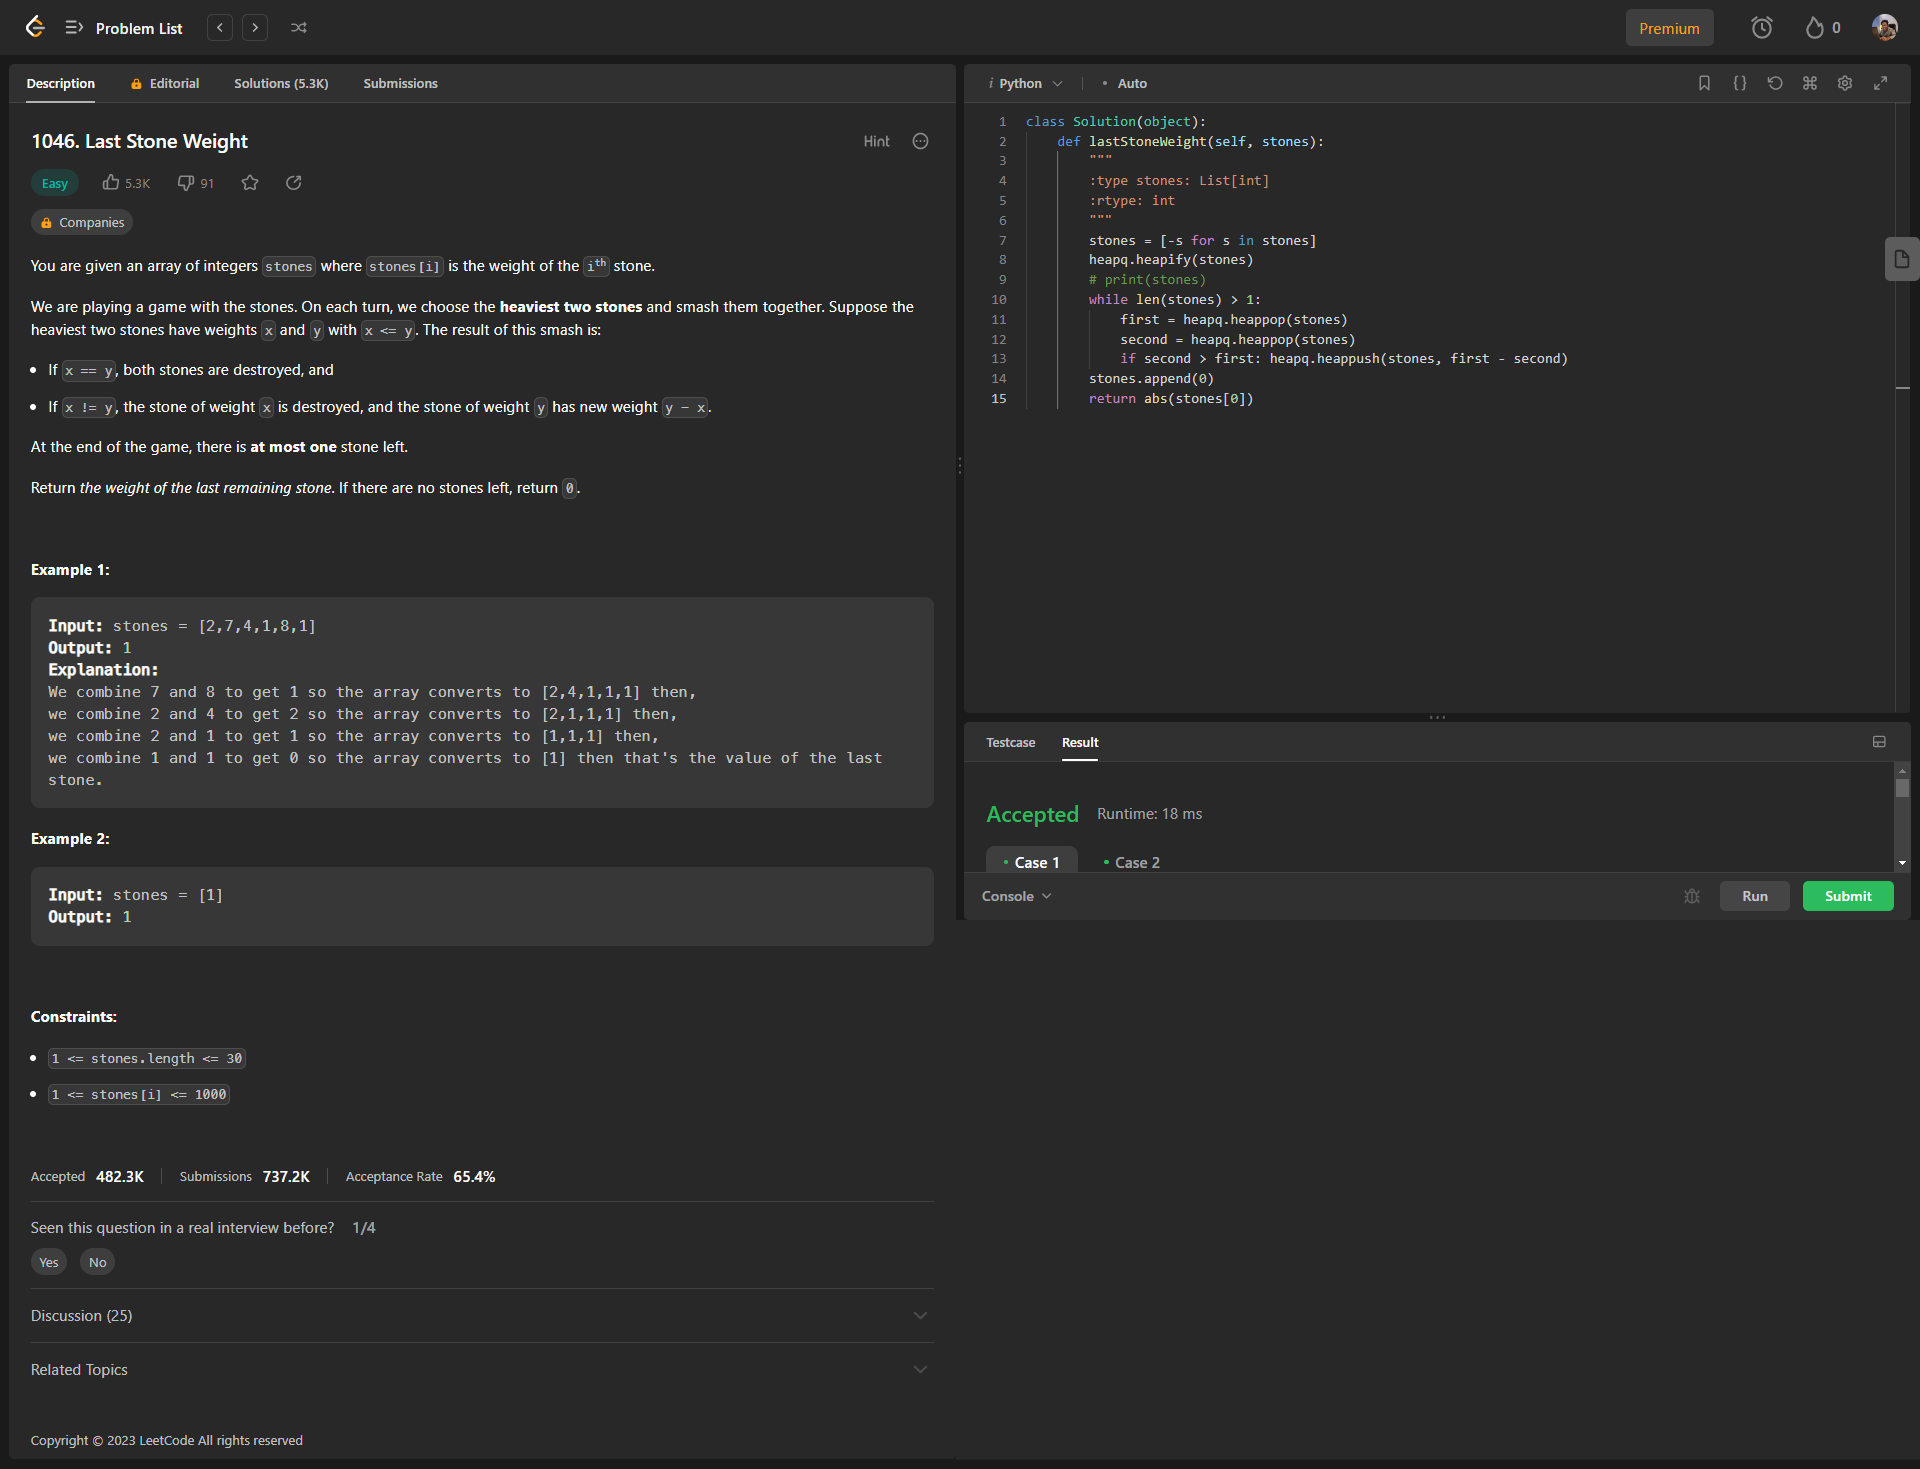 Problem List
Premium
0
Description
Editorial
Solutions (5.3K)
Submissions
1046. Last Stone Weight
Hint
Easy
5.3K
91
Companies
You are given an array of integers stones where stones[i] is the weight of the ith stone.
We are playing a game with the stones. On each turn, we choose the heaviest two stones and smash them together. Suppose the
heaviest two stones have weights x and y with x <= y. The result of this smash is:
• If x == y, both stones are destroyed, and
• If x != y, the stone of weight x is destroyed, and the stone of weight y has new weight y - x.
At the end of the game, there is at most one stone left.
Return the weight of the last remaining stone. If there are no stones left, return 0.
Example 1:
Input: stones = [2,7,4,1,8,1]
Output: 1
Explanation:
We combine 7 and 8 to get 1 so the array converts to [2,4,1,1,1] then,
we combine 2 and 4 to get 2 so the array converts to [2,1,1,1] then,
we combine 2 and 1 to get 1 so the array converts to [1,1,1] then,
we combine 1 and 1 to get 0 so the array converts to [1] then that's the value of the last
stone.
Example 2:
Input: stones = [1]
Output: 1
Constraints:
• 1 <= stones.length <= 30
• 1 <= stones[i] <= 1000
Accepted 482.3K
Submissions 737.2K
Acceptance Rate 65.4%
Seen this question in a real interview before? 1/4
Yes
No
Discussion (25)
Related Topics
Copyright © 2023 LeetCode All rights reserved
i Python
• Auto
1 class Solution(object):
2     def lastStoneWeight(self, stones):
3         """
4         :type stones: List[int]
5         :rtype: int
6         """
7         stones = [-s for s in stones]
8         heapq.heapify(stones)
9         # print(stones)
10         while len(stones) > 1:
11             first = heapq.heappop(stones)
12             second = heapq.heappop(stones)
13             if second > first: heapq.heappush(stones, first - second)
14         stones.append(0)
15         return abs(stones[0])
Testcase
Result
Accepted
Runtime: 18 ms
• Case 1
• Case 2
Console
Run
Submit